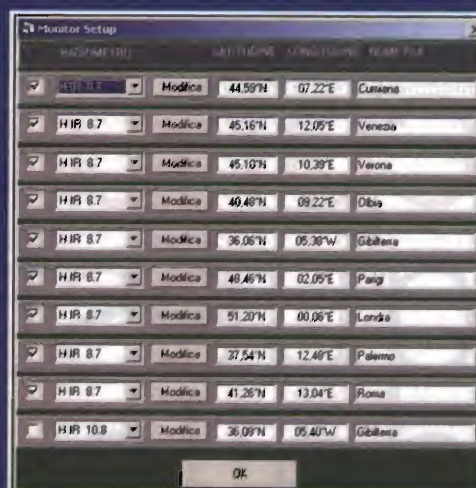 Monitor Setup
LATITUDINE LONGITUDINE
Modifica 44,59°N 07,22°E Cumiana
H IR 8.7 Modifica 45,16°N 12,05°E Venezia
H IR 8.7 Modifica 45,18°N 10,39°E Verona
H IR 8.7 Modifica 40,48°N 09,22°E Olbia
H IR 8.7 Modifica 36,06°N 05,38°W Gibilterra
H IR 8.7 Modifica 48,46°N 02,05°E Parigi
H IR 8.7 Modifica 51,20°N 00,06°E Londra
H IR 8.7 Modifica 37,54°N 12,48°E Palermo
H IR 8.7 Modifica 41,26°N 13,04°E Roma
H IR 10.8 Modifica 36,09°N 05,40°W Gibilterra
OK